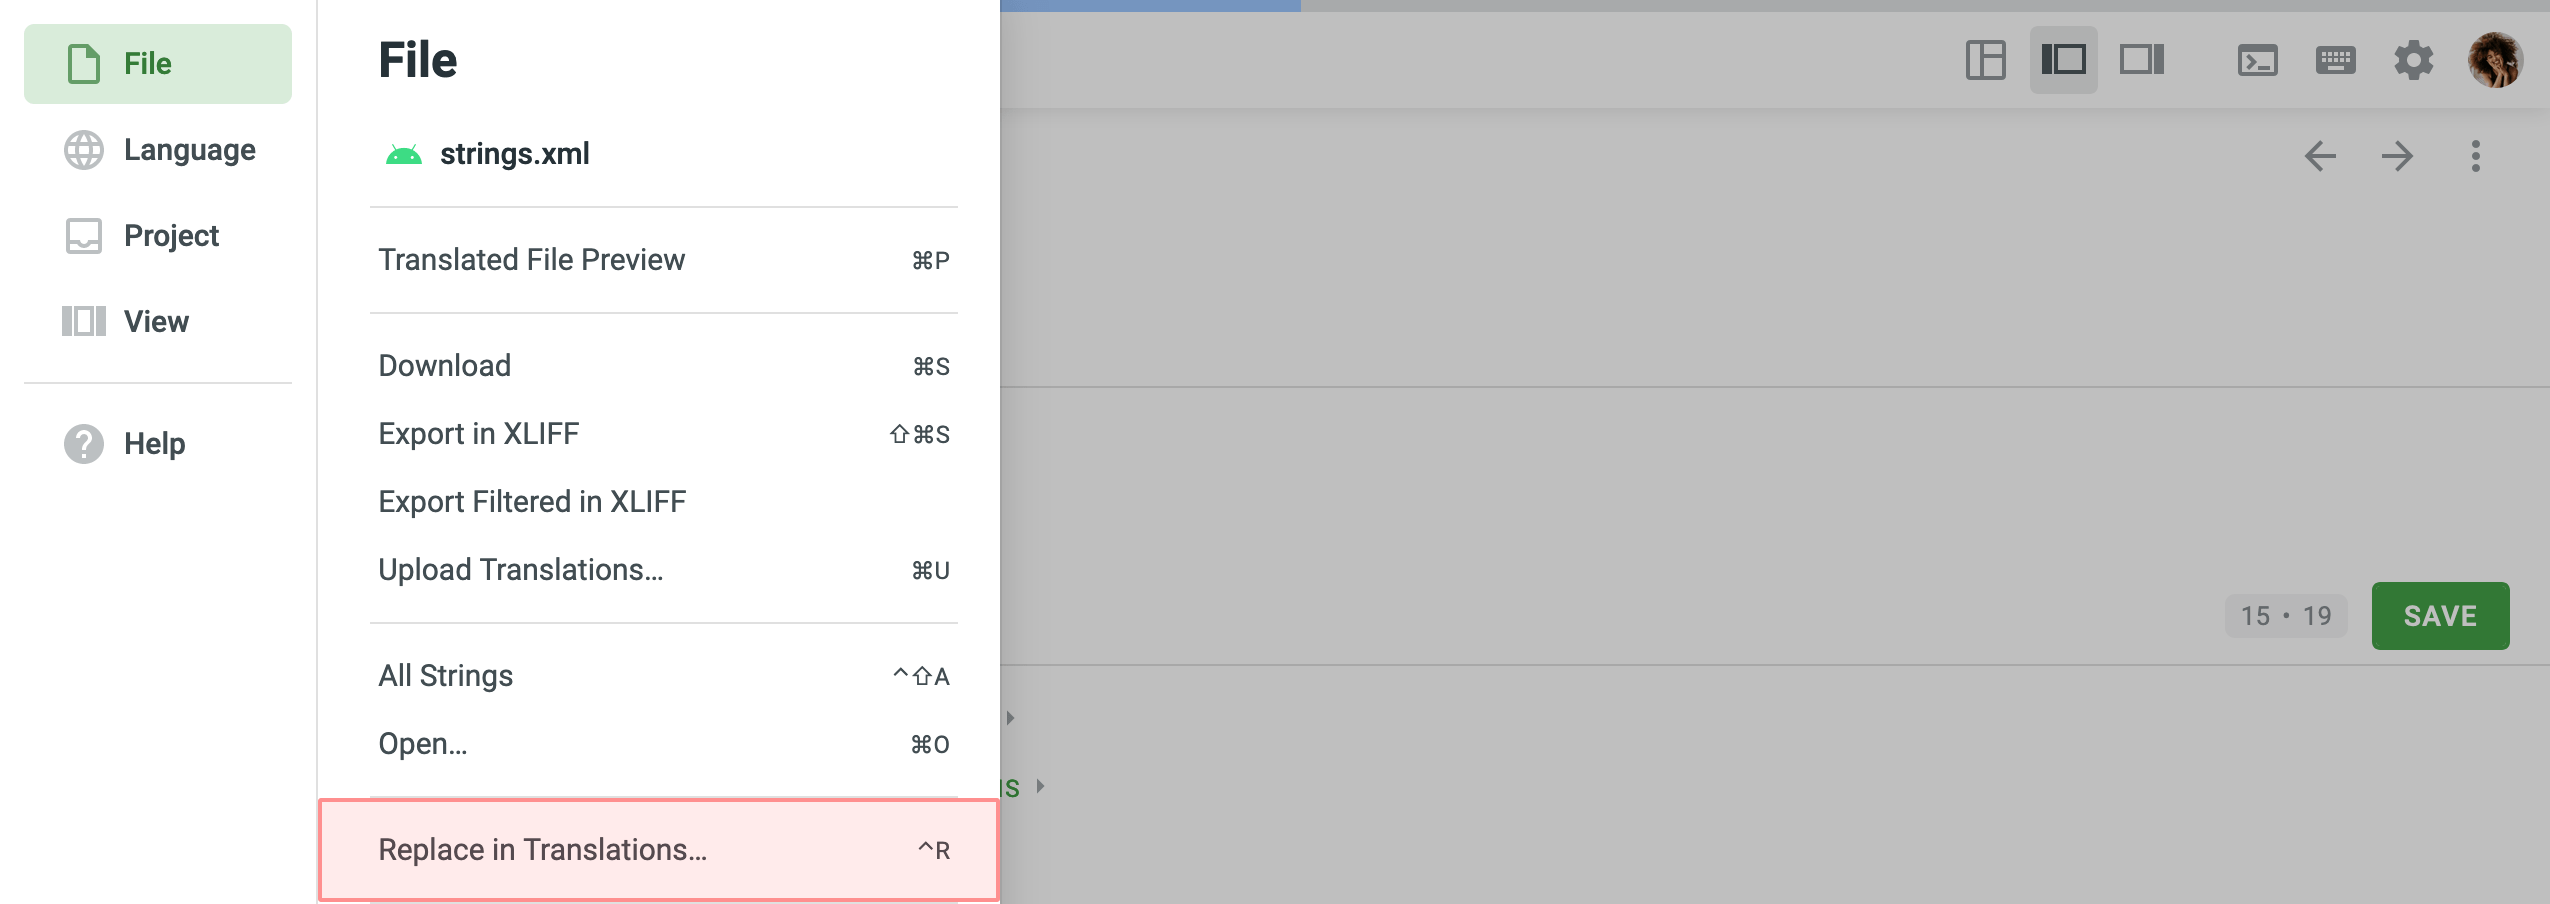 File
Language
Project
View
Help
File
strings.xml
Translated File Preview ⌘P
Download ⌘S
Export in XLIFF ⇧⌘S
Export Filtered in XLIFF
Upload Translations... ⌘U
All Strings ^⇧A
Open... ⌘O
Replace in Translations... ^R
15 • 19
SAVE